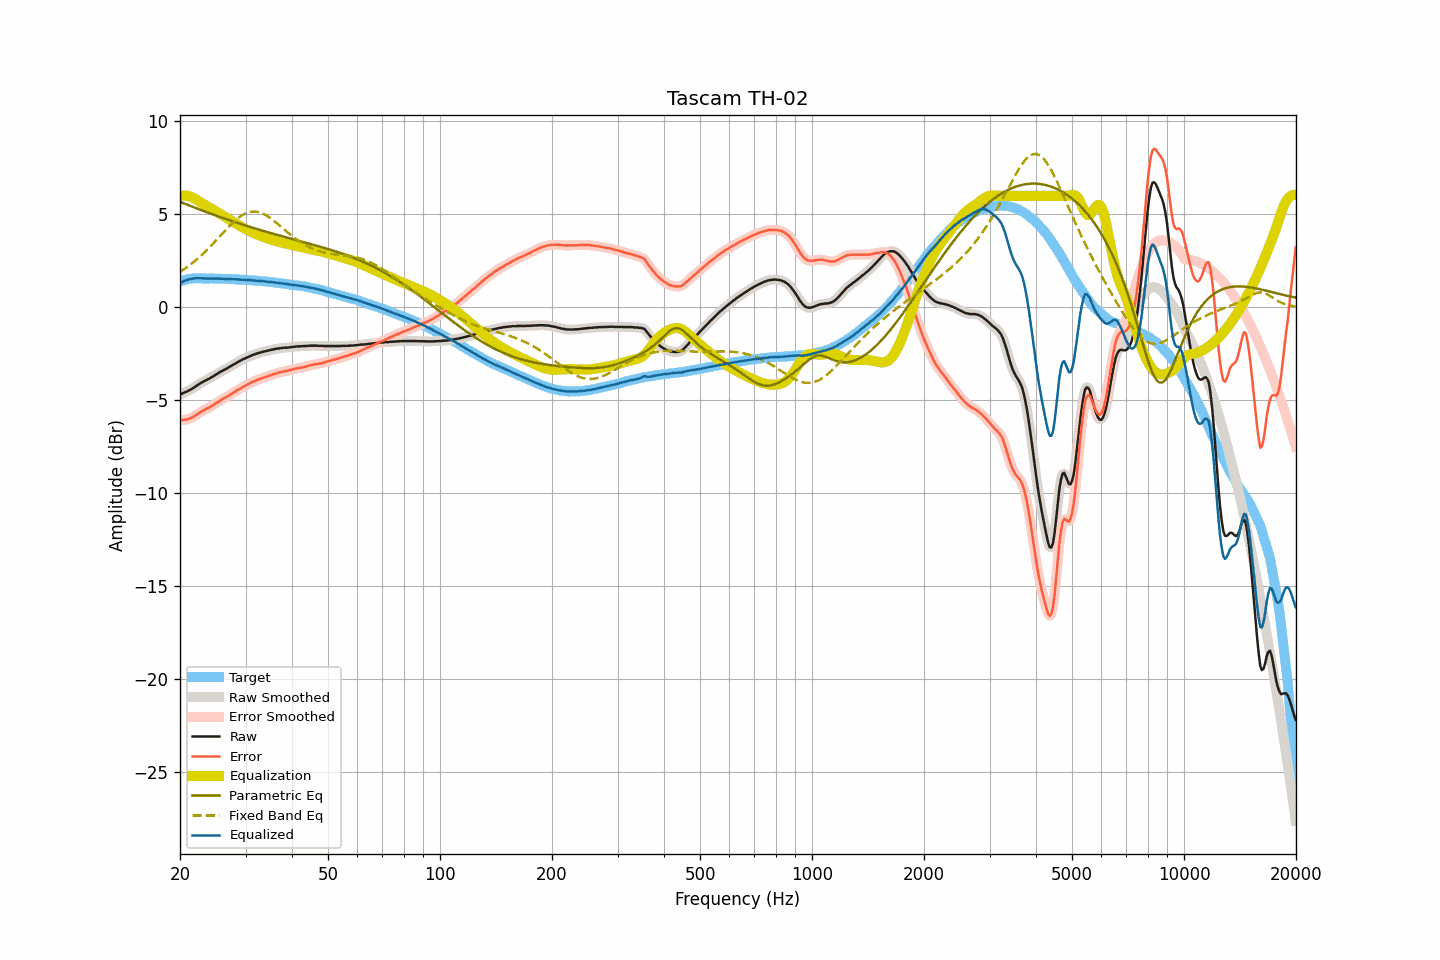 Tascam TH-02
10
5
0
−5
−10
−15
−20
−25
Amplitude (dBr)
Target
Raw Smoothed
Error Smoothed
Raw
Error
Equalization
Parametric Eq
Fixed Band Eq
Equalized
20 50 100 200 500 1000 2000 5000 10000 20000
Frequency (Hz)